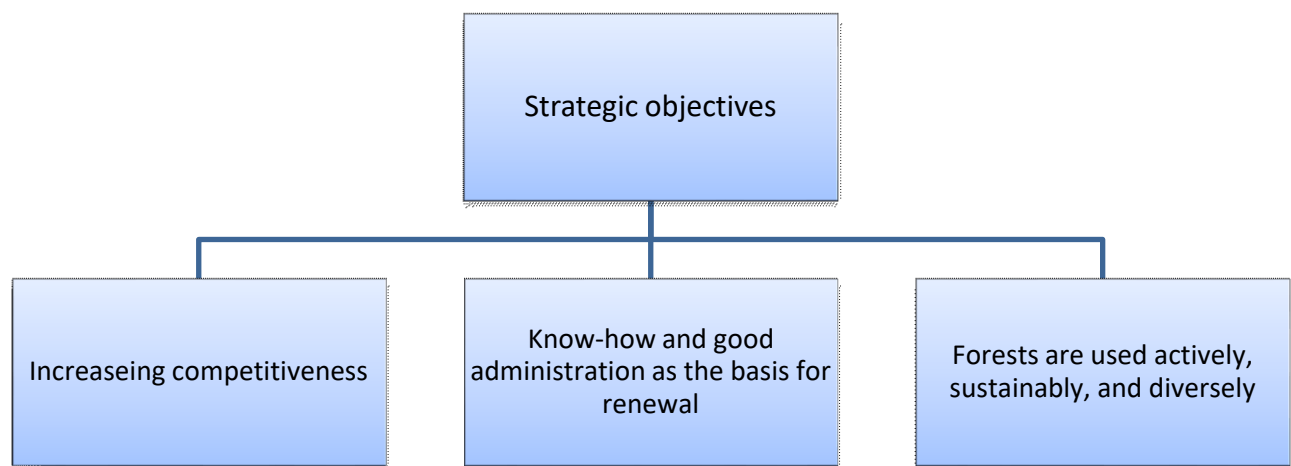 Strategic objectives
Increaseing competitiveness
Know-how and good
administration as the basis for
renewal
Forests are used actively,
sustainably, and diversely